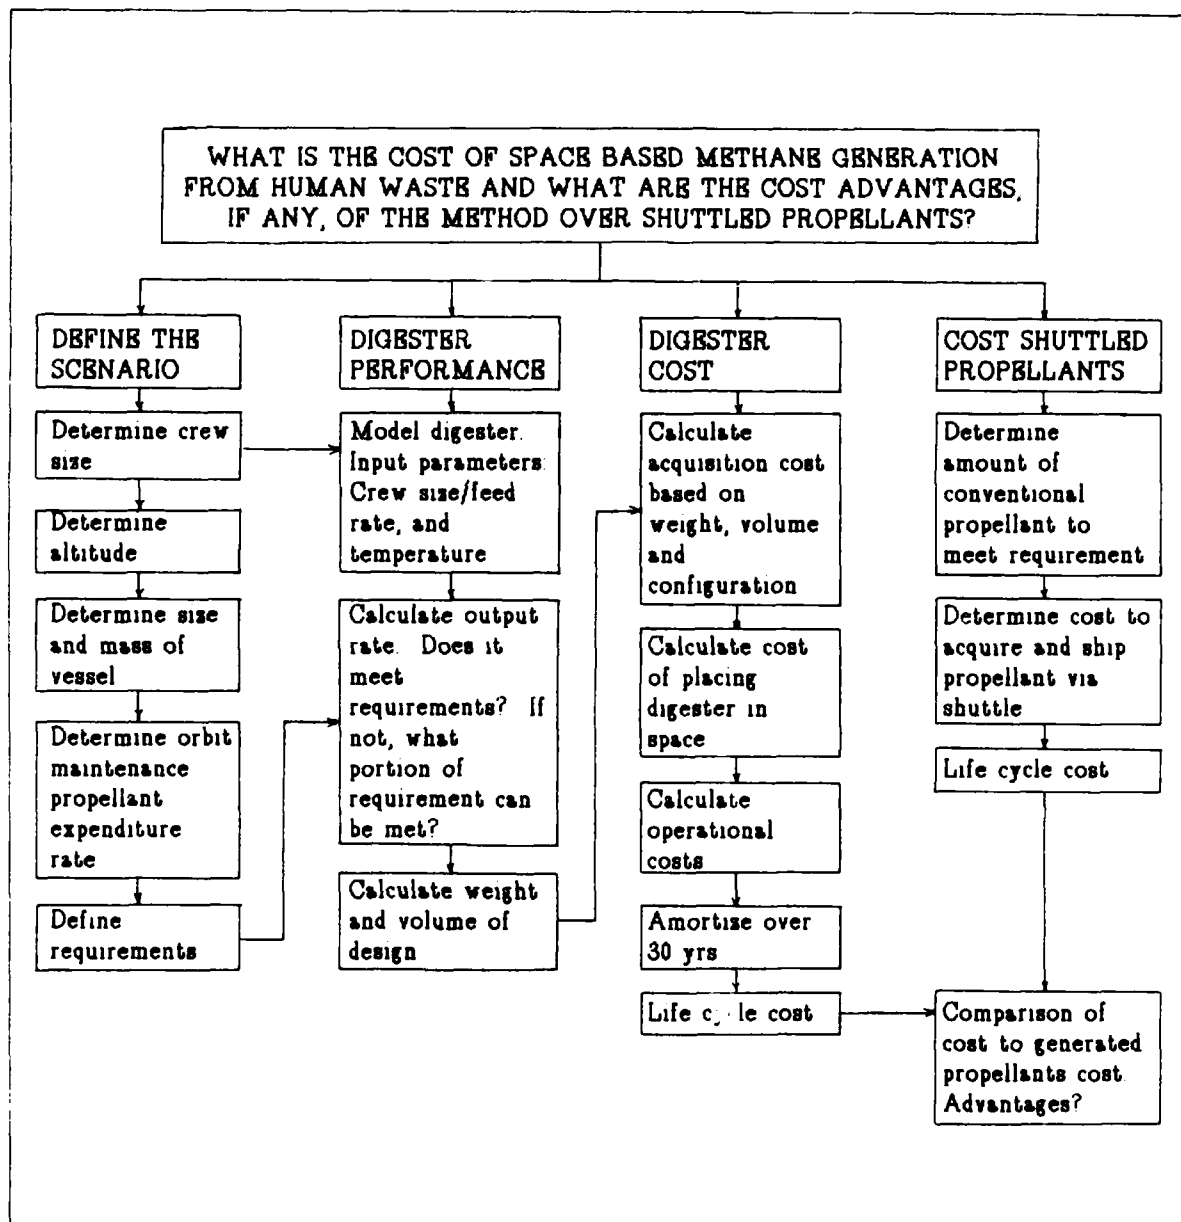 WHAT IS THE COST OF SPACE BASED METHANE GENERATION
FROM HUMAN WASTE AND WHAT ARE THE COST ADVANTAGES,
IF ANY, OF THE METHOD OVER SHUTTLED PROPELLANTS?
DEFINE THE
SCENARIO
Determine crew
size
Determine
altitude
Determine size
and mass of
vessel
Determine orbit
maintenance
propellant
expenditure
rate
Define
requirements
DIGESTER
PERFORMANCE
Model digester.
Input parameters:
Crew size/feed
rate, and
temperature
Calculate output
rate. Does it
meet
requirements? If
not, what
portion of
requirement can
be met?
Calculate weight
and volume of
design
DIGESTER
COST
Calculate
acquisition cost
based on
weight, volume
and
configuration
Calculate cost
of placing
digester in
space
Calculate
operational
costs
Amortize over
30 yrs
Life cycle cost
COST SHUTTLED
PROPELLANTS
Determine
amount of
conventional
propellant to
meet requirement
Determine cost to
acquire and ship
propellant via
shuttle
Life cycle cost
Comparison of
cost to generated
propellants cost.
Advantages?